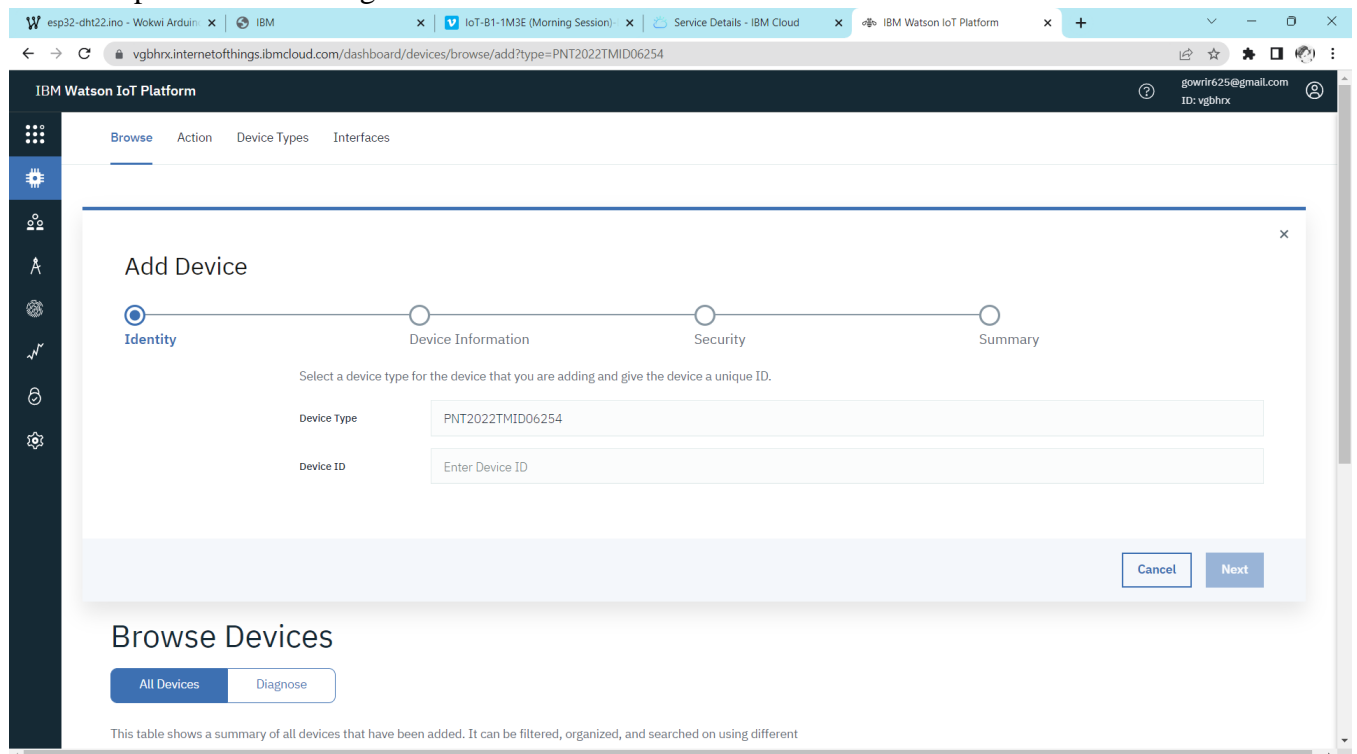 esp32-dht22.ino - Wokwi Arduin
IBM
IoT-B1-1M3E (Morning Session)-
Service Details - IBM Cloud
IBM Watson IoT Platform
vgbhrx.internetofthings.ibmcloud.com/dashboard/devices/browse/add?type=PNT2022TMID06254
IBM Watson IoT Platform
gowrir625@gmail.com
ID: vgbhrx
Browse Action Device Types Interfaces
Add Device
Identity Device Information Security Summary
Select a device type for the device that you are adding and give the device a unique ID.
Device Type PNT2022TMID06254
Device ID Enter Device ID
Cancel Next
Browse Devices
All Devices Diagnose
This table shows a summary of all devices that have been added. It can be filtered, organized, and searched on using different